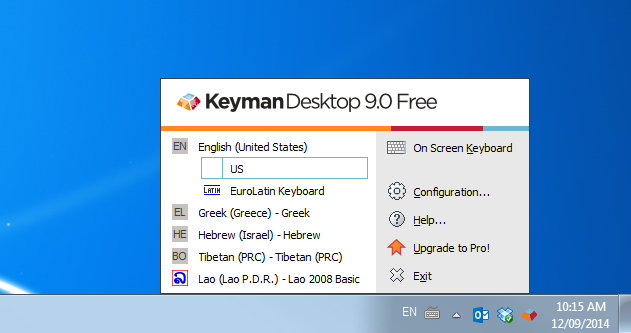 Keyman Desktop 9.0 Free
EN English (United States)
US
LATIN EuroLatin Keyboard
EL Greek (Greece) - Greek
HE Hebrew (Israel) - Hebrew
BO Tibetan (PRC) - Tibetan (PRC)
ລ Lao (Lao P.D.R.) - Lao 2008 Basic
On Screen Keyboard
Configuration...
Help...
Upgrade to Pro!
Exit
EN
10:15 AM
12/09/2014